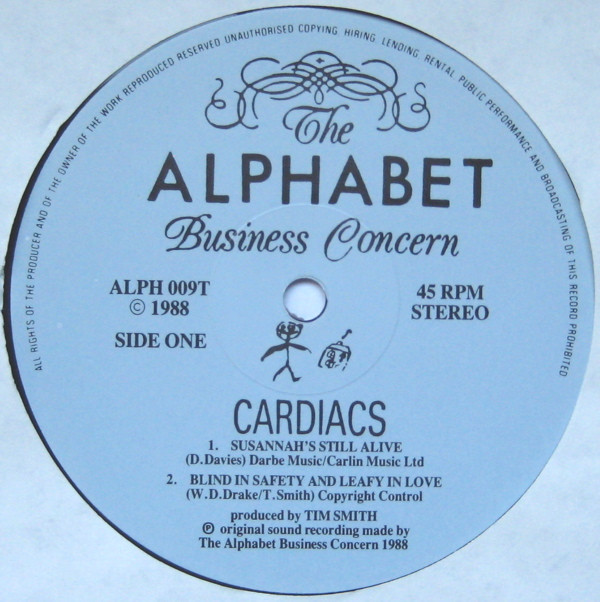 ALL RIGHTS OF THE PRODUCER AND OF THE OWNER OF THE WORK REPRODUCED RESERVED UNAUTHORISED COPYING, HIRING, LENDING, RENTAL, PUBLIC PERFORMANCE AND BROADCASTING OF THIS RECORD PROHIBITED
The
ALPHABET
Business Concern
ALPH 009T
© 1988
SIDE ONE
45 RPM
STEREO
CARDIACS
1. SUSANNAH'S STILL ALIVE
(D.Davies) Darbe Music/Carlin Music Ltd
2. BLIND IN SAFETY AND LEAFY IN LOVE
(W.D.Drake/T.Smith) Copyright Control
produced by TIM SMITH
℗ original sound recording made by
The Alphabet Business Concern 1988